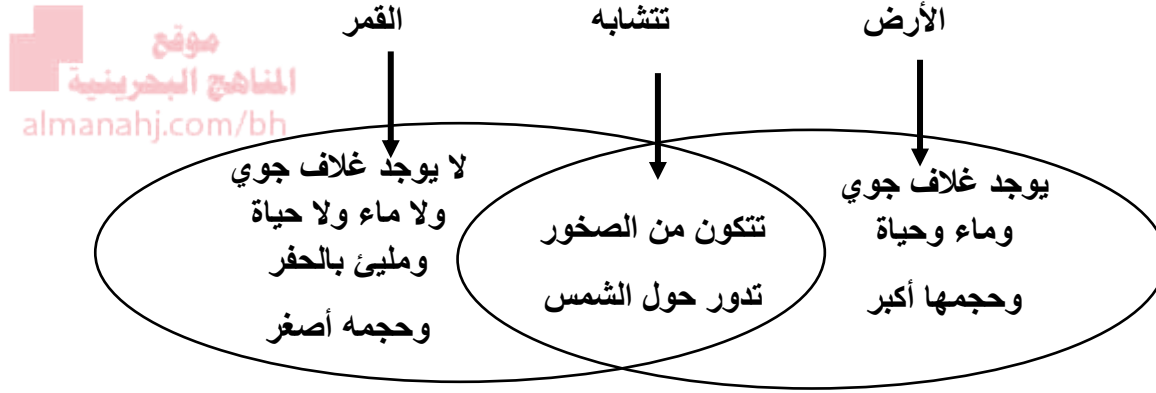 الأرض
تتشابه
القمر
موقع
المناهج البحرينية
almanahj.com/bh
يوجد غلاف جوي
وماء وحياة
وحجمها أكبر
تتكون من الصخور
تدور حول الشمس
لا يوجد غلاف جوي
ولا ماء ولا حياة
ومليئ بالحفر
وحجمه أصغر